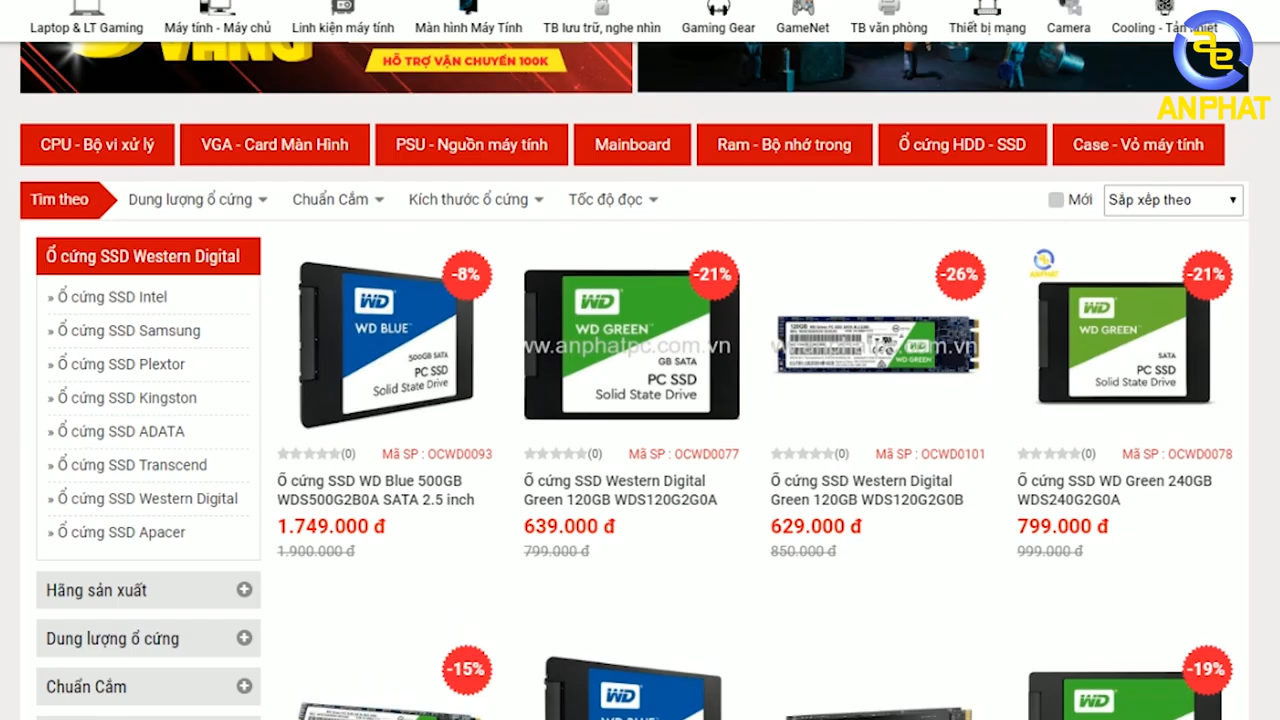 Laptop & LT Gaming
Máy tính - Máy chủ
Linh kiện máy tính
Màn hình Máy Tính
TB lưu trữ, nghe nhìn
Gaming Gear
GameNet
TB văn phòng
Thiết bị mạng
Camera
Cooling - Tản nhiệt
VÀNG
HỖ TRỢ VẬN CHUYỂN 100K
ANPHAT
CPU - Bộ vi xử lý
VGA - Card Màn Hình
PSU - Nguồn máy tính
Mainboard
Ram - Bộ nhớ trong
Ổ cứng HDD - SSD
Case - Vỏ máy tính
Tìm theo
Dung lượng ổ cứng
Chuẩn Cắm
Kích thước ổ cứng
Tốc độ đọc
Mới
Sắp xếp theo
Ổ cứng SSD Western Digital
» Ổ cứng SSD Intel
» Ổ cứng SSD Samsung
» Ổ cứng SSD Plextor
» Ổ cứng SSD Kingston
» Ổ cứng SSD ADATA
» Ổ cứng SSD Transcend
» Ổ cứng SSD Western Digital
» Ổ cứng SSD Apacer
Hãng sản xuất
Dung lượng ổ cứng
Chuẩn Cắm
-8%
WD
WD BLUE™
500GB SATA
PC SSD
Solid State Drive
(0)
Mã SP : OCWD0093
Ổ cứng SSD WD Blue 500GB
WDS500G2B0A SATA 2.5 inch
1.749.000 đ
1.900.000 đ
-21%
WD
WD GREEN™
www.anphatpc.com.vn
GB SATA
PC SSD
Solid State Drive
(0)
Mã SP : OCWD0077
Ổ cứng SSD Western Digital
Green 120GB WDS120G2G0A
639.000 đ
799.000 đ
-26%
120GB
www.anphatpc.com.vn
WD
WD GREEN
(0)
Mã SP : OCWD0101
Ổ cứng SSD Western Digital
Green 120GB WDS120G2G0B
629.000 đ
850.000 đ
ANPHAT
-21%
WD
WD GREEN™
SATA
PC SSD
Solid State Drive
(0)
Mã SP : OCWD0078
Ổ cứng SSD WD Green 240GB
WDS240G2G0A
799.000 đ
999.000 đ
-15%
WD
-19%
WD